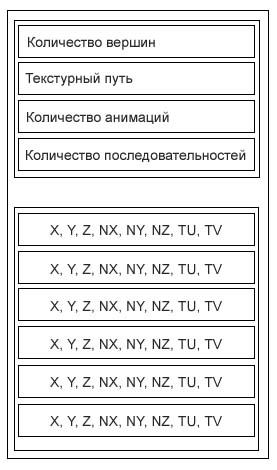 Количество вершин
Текстурный путь
Количество анимаций
Количество последовательностей
X, Y, Z, NX, NY, NZ, TU, TV
X, Y, Z, NX, NY, NZ, TU, TV
X, Y, Z, NX, NY, NZ, TU, TV
X, Y, Z, NX, NY, NZ, TU, TV
X, Y, Z, NX, NY, NZ, TU, TV
X, Y, Z, NX, NY, NZ, TU, TV